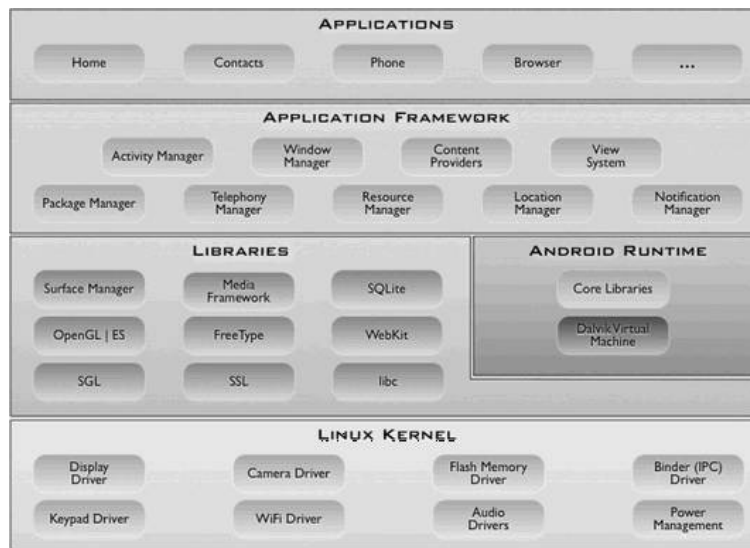 APPLICATIONS
Home
Contacts
Phone
Browser
...
APPLICATION FRAMEWORK
Activity Manager
Window
Manager
Content
Providers
View
System
Package Manager
Telephony
Manager
Resource
Manager
Location
Manager
Notification
Manager
LIBRARIES
Surface Manager
Media
Framework
SQLite
OpenGL | ES
FreeType
WebKit
SGL
SSL
libc
ANDROID RUNTIME
Core Libraries
Dalvik Virtual
Machine
LINUX KERNEL
Display
Driver
Camera Driver
Flash Memory
Driver
Binder (IPC)
Driver
Keypad Driver
WiFi Driver
Audio
Drivers
Power
Management